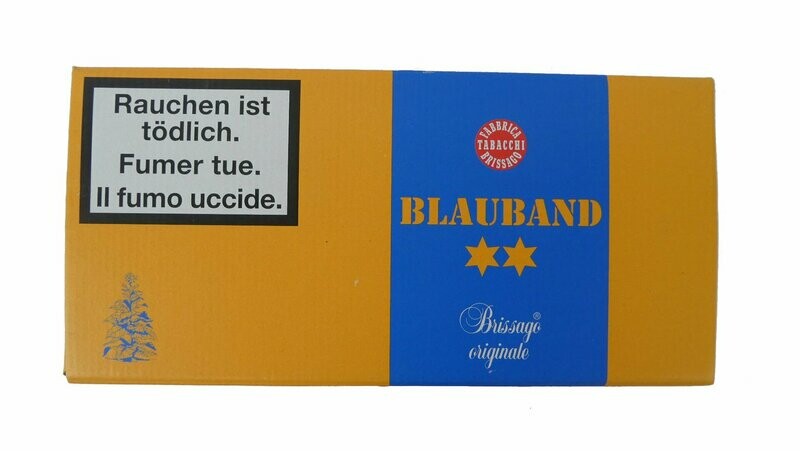 Rauchen ist
tödlich.
Fumer tue.
Il fumo uccide.
FABBRICA
TABACCHI
BRISSAGO
BLAUBAND
Brissago®
originale